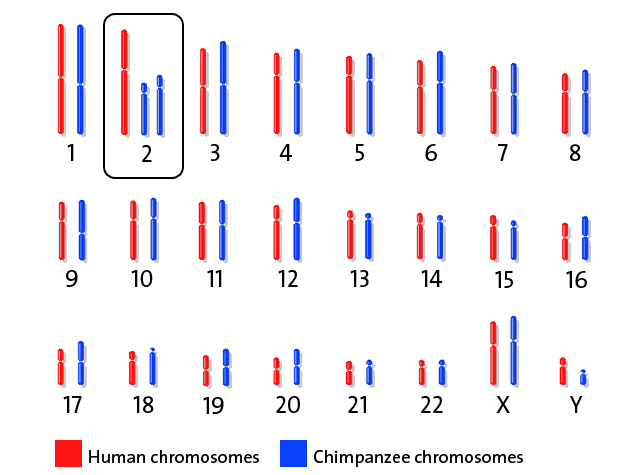 1 2 3 4 5 6 7 8
9 10 11 12 13 14 15 16
17 18 19 20 21 22 X Y
Human chromosomes Chimpanzee chromosomes